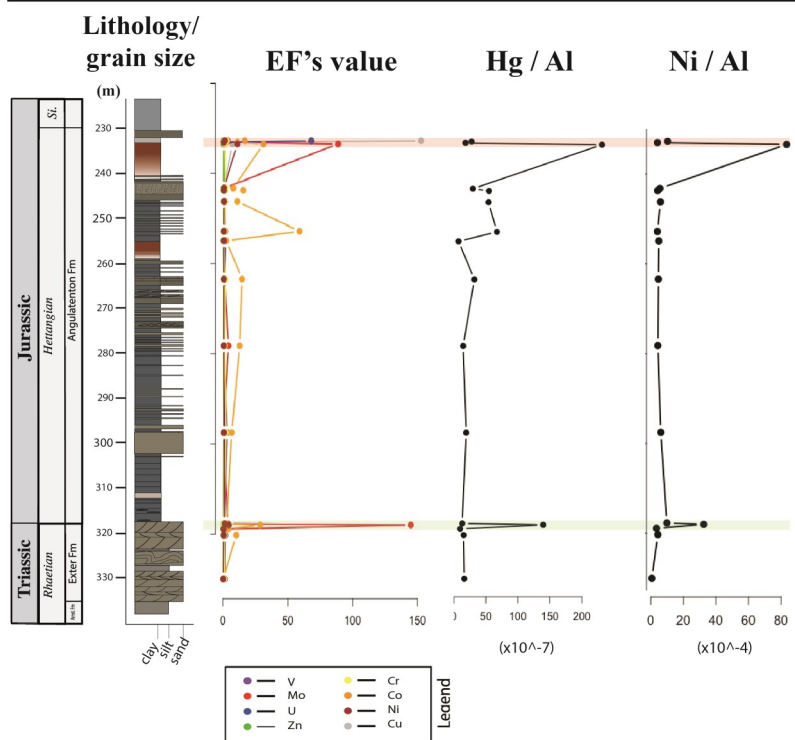 Lithology/
grain size
EF's value
Hg / Al
Ni / Al
(m)
Jurassic
Triassic
Si.
Hettangian
Rhaetian
Angulatenton Fm
Exter Fm
230
240
250
260
270
280
290
300
310
320
330
clay
silt
sand
0 50 100 150
0 50 100 150 200
(x10^-7)
0 20 40 60 80
(x10^-4)
V
Mo
U
Zn
Cr
Co
Ni
Cu
Legend